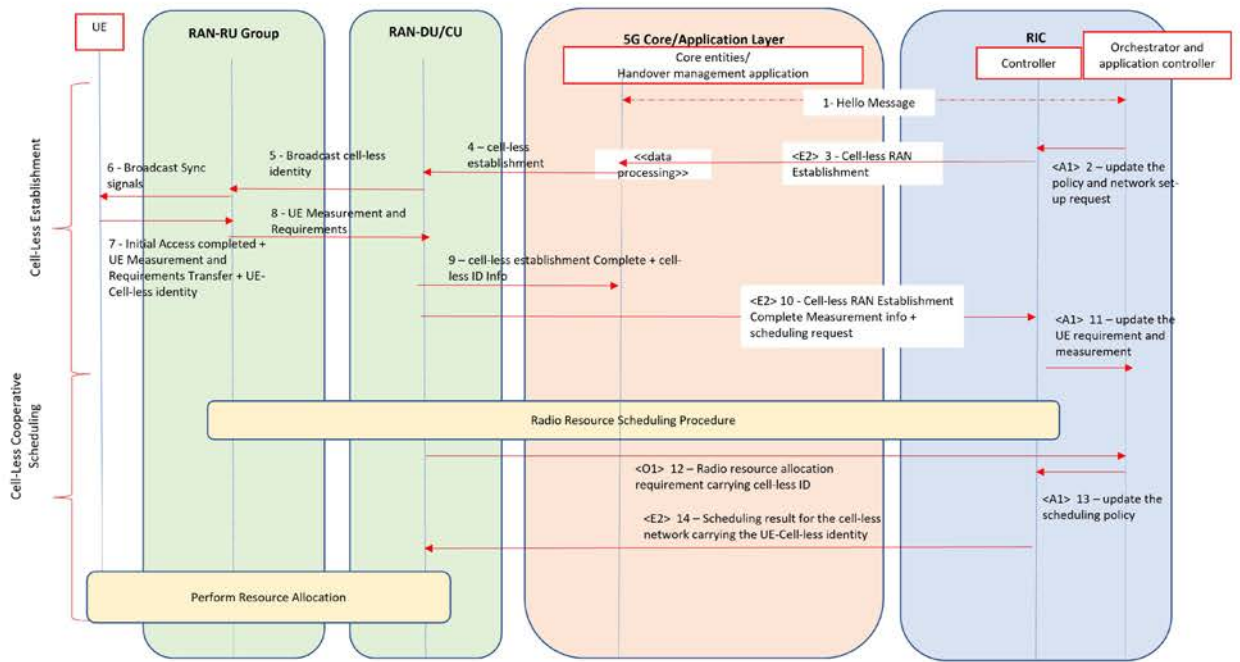 UE
RAN-RU Group
RAN-DU/CU
5G Core/Application Layer
Core entities/
Handover management application
RIC
Controller
Orchestrator and
application controller
1- Hello Message
<A1> 2 – update the
policy and network set-
up request
<E2> 3 - Cell-less RAN
Establishment
<<data
processing>>
4 – cell-less
establishment
5 - Broadcast cell-less
identity
6 - Broadcast Sync
signals
7 - Initial Access completed +
UE Measurement and
Requirements Transfer + UE-
Cell-less identity
8 - UE Measurement and
Requirements
9 – cell-less establishment Complete + cell-
less ID Info
<E2> 10 - Cell-less RAN Establishment
Complete Measurement info +
scheduling request
<A1> 11 – update the
UE requirement and
measurement
Cell-Less Establishment
Radio Resource Scheduling Procedure
<O1> 12 – Radio resource allocation
requirement carrying cell-less ID
<A1> 13 – update the
scheduling policy
<E2> 14 – Scheduling result for the cell-less
network carrying the UE-Cell-less identity
Cell-Less Cooperative
Scheduling
Perform Resource Allocation